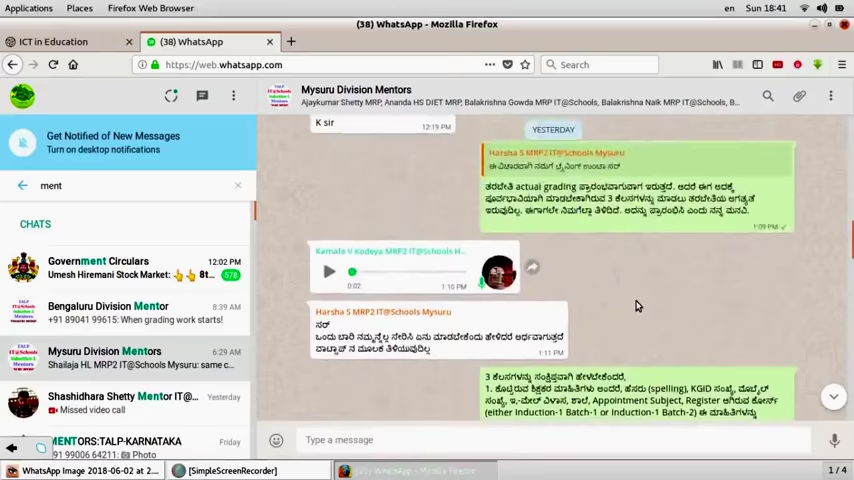 Applications Places Firefox Web Browser en Sun 18:41
(38) WhatsApp - Mozilla Firefox
ICT in Education (38) WhatsApp
https://web.whatsapp.com Search
Mysuru Division Mentors
Ajaykumar Shetty MRP, Ananda HS DIET MRP, Balakrishna Gowda MRP IT@Schools, Balakrishna Naik MRP IT@Schools, B...
Get Notified of New Messages
Turn on desktop notifications
ment
CHATS
Government Circulars 12:02 PM
Umesh Hiremani Stock Market: 👆👆 8t... 578
Bengaluru Division Mentor 8:39 AM
+91 89041 99615: When grading work starts!
Mysuru Division Mentors 6:29 AM
Shailaja HL MRP2 IT@Schools Mysuru: same c...
Shashidhara Shetty Mentor IT@... Yesterday
Missed video call
MENTORS:TALP-KARNATAKA Friday
+91 99006 64211: Photo
K sir
12:19 PM
YESTERDAY
Harsha S MRP2 IT@Schools Mysuru
ಈ ವಿಚಾರವಾಗಿ ನಮಗೆ ಟ್ರೈನಿಂಗ್ ಉಂಟಾ ಸರ್
ತರಬೇತಿ actual grading ಪ್ರಾರಂಭವಾಗುವಾಗ ಇರುತ್ತದೆ. ಆದರೆ ಈಗ ಅದಕ್ಕೆ
ಪೂರ್ವಭಾವಿಯಾಗಿ ಮಾಡಬೇಕಾಗಿರುವ 3 ಕೆಲಸಗಳನ್ನು ಮಾಡಲು ತರಬೇತಿಯ ಅಗತ್ಯತೆ
ಇರುವುದಿಲ್ಲ. ಈಗಾಗಲೇ ನಿಮಗೆಲ್ಲಾ ತಿಳಿದಿದೆ. ಅದನ್ನು ಪ್ರಾರಂಭಿಸಿ ಎಂದು ನನ್ನ ಮನವಿ.
1:09 PM
Kamala V Kodeya MRP2 IT@Schools H...
0:02 1:10 PM
Harsha S MRP2 IT@Schools Mysuru
ಸರ್
ಒಂದು ಬಾರಿ ನಮ್ಮನ್ನೆಲ್ಲ ಸೇರಿಸಿ ಏನು ಮಾಡಬೇಕೆಂದು ಹೇಳಿದರೆ ಅರ್ಥವಾಗುತ್ತದೆ
ವಾಟ್ಸಾಪ್ ನ ಮೂಲಕ ತಿಳಿಯುವುದಿಲ್ಲ
1:11 PM
3 ಕೆಲಸಗಳನ್ನು ಸಂಕ್ಷಿಪ್ತವಾಗಿ ಹೇಳಬೇಕೆಂದರೆ,
1. ಕೊಟ್ಟಿರುವ ಶಿಕ್ಷಕರ ಮಾಹಿತಿಗಳು ಅಂದರೆ, ಹೆಸರು (spelling), KGID ಸಂಖ್ಯೆ, ಮೊಬೈಲ್
ಸಂಖ್ಯೆ, ಇ-ಮೇಲ್ ವಿಳಾಸ, ಶಾಲೆ, Appointment Subject, Register ಆಗಿರುವ ಕೋರ್ಸ್
(either Induction-1 Batch-1 or Induction-1 Batch-2) ಈ ಮಾಹಿತಿಗಳನ್ನು
Type a message
WhatsApp Image 2018-06-02 at 2... [SimpleScreenRecorder] (38) WhatsApp - Mozilla Firefox 1 / 4